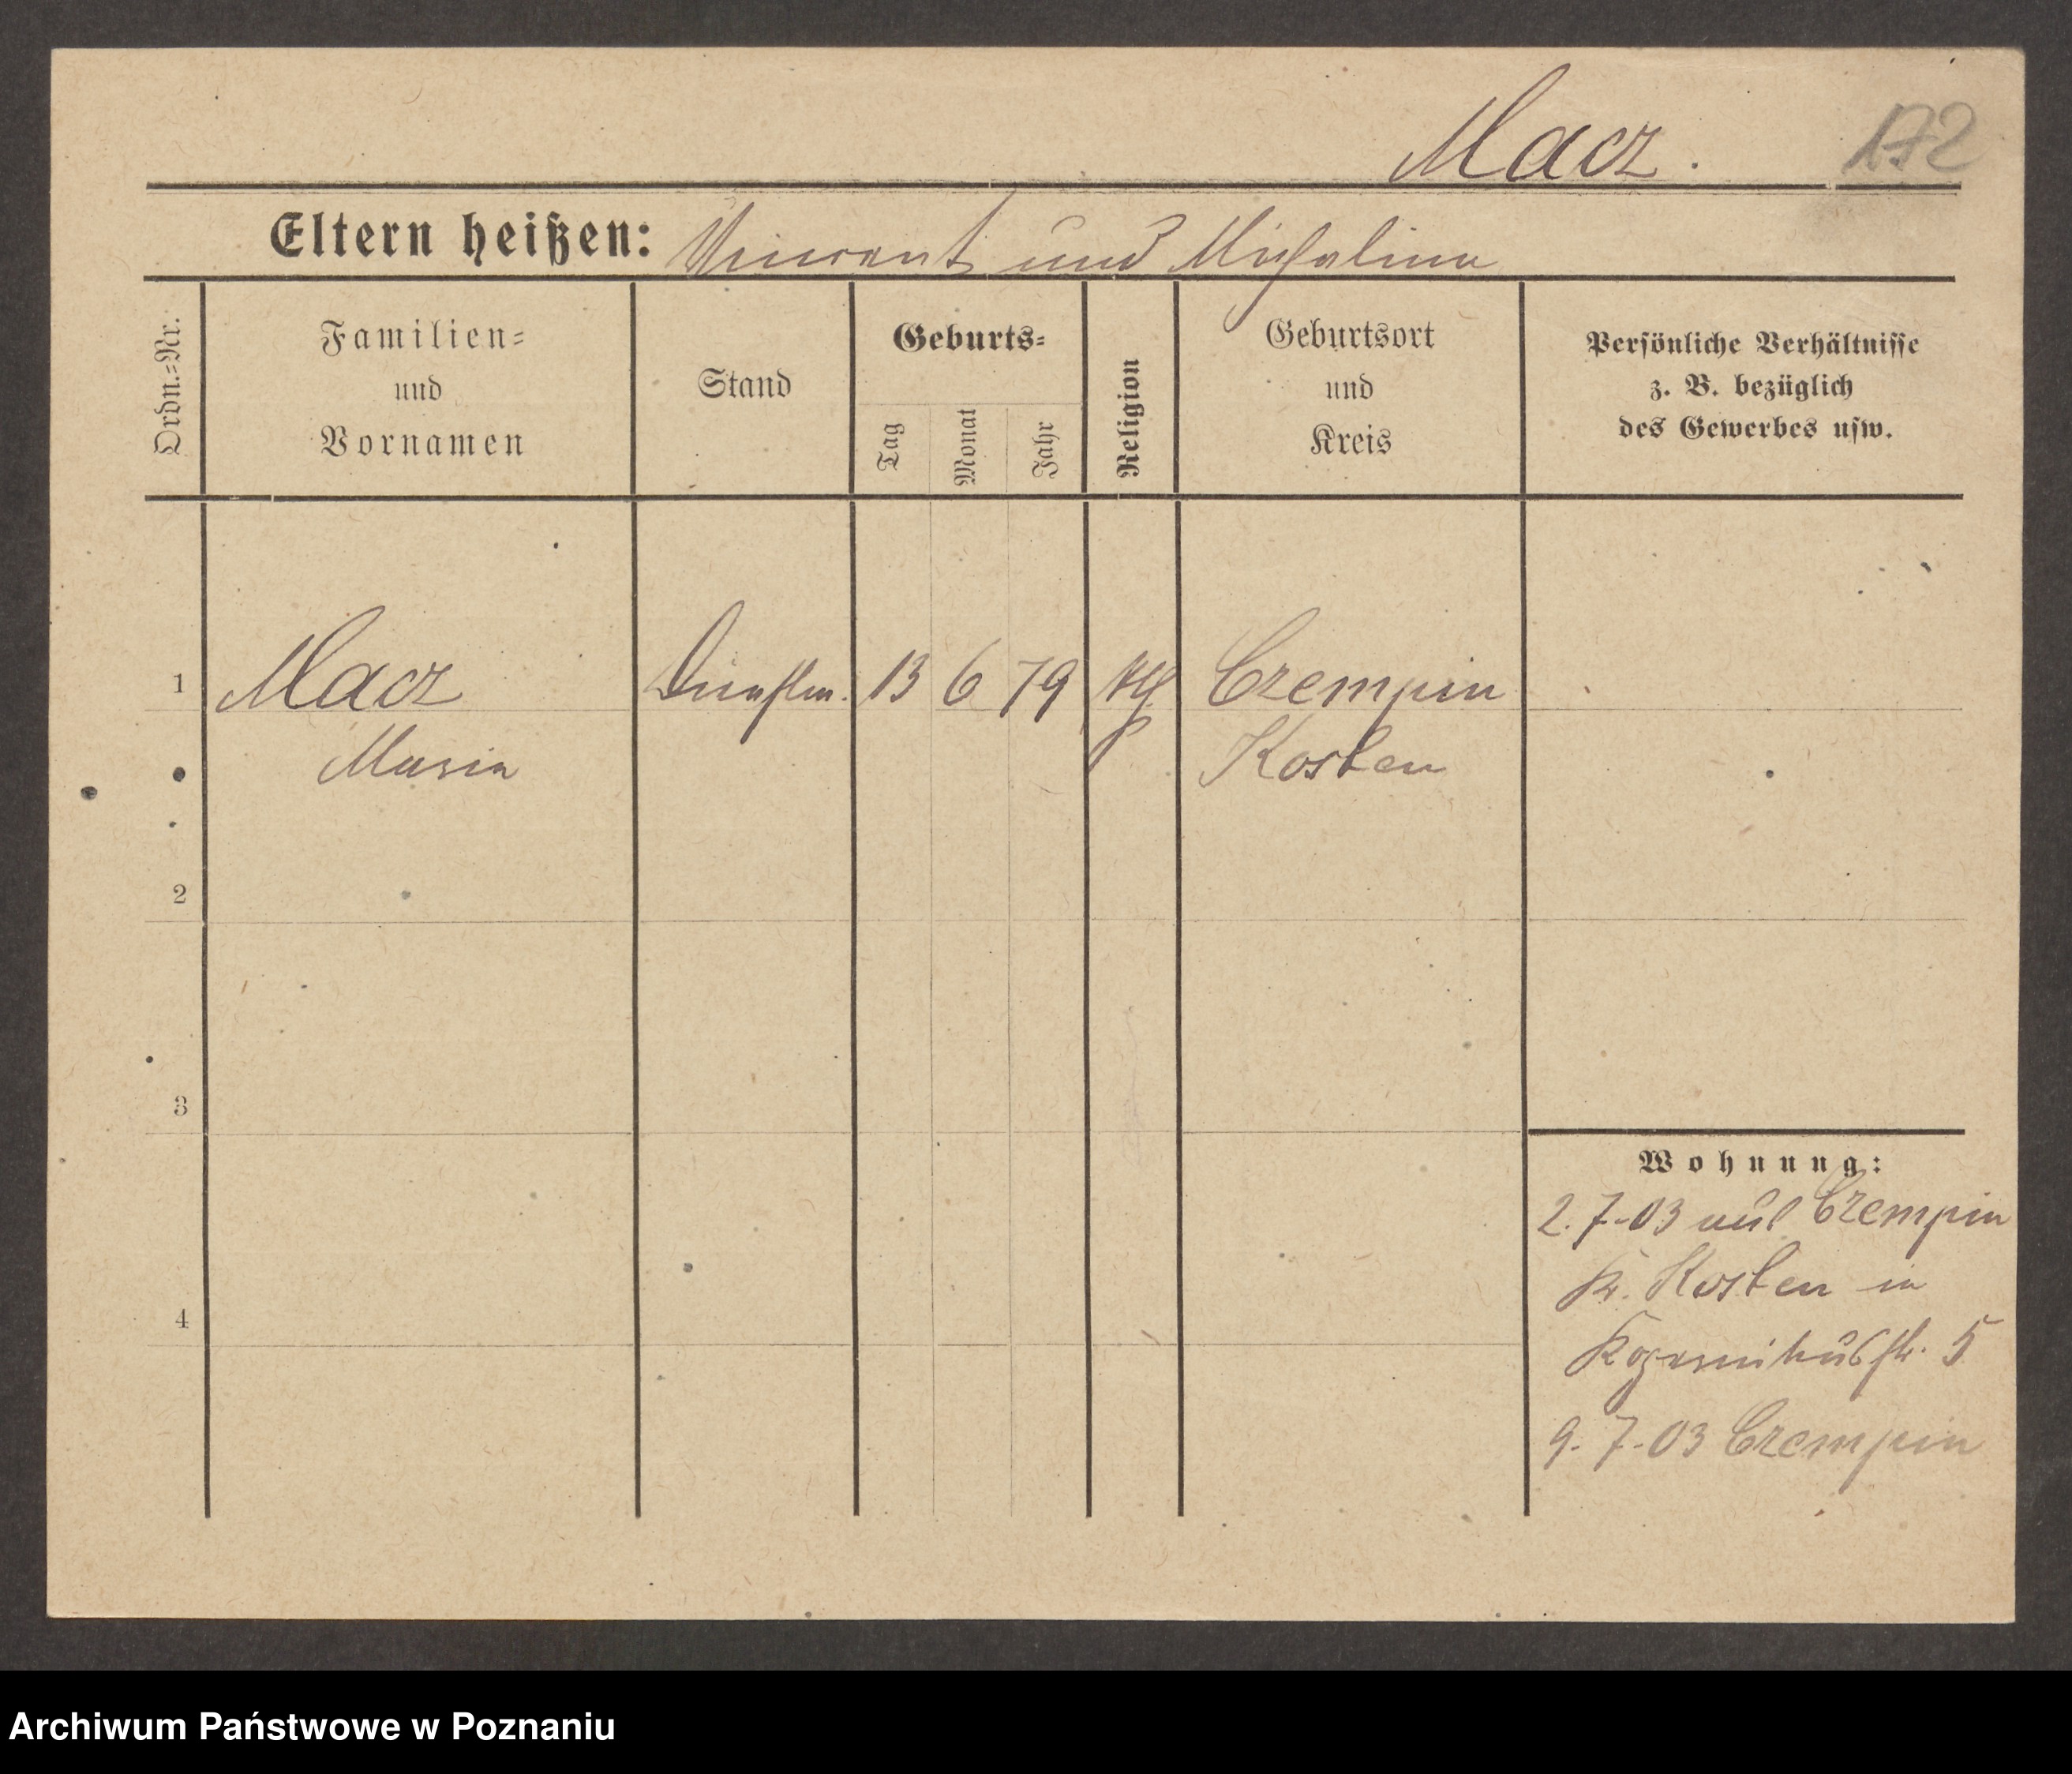 Macz.
172
Eltern heißen: Vincent und Michalina
Ordn.-Nr.
Familien-
und
Vornamen
Stand
Geburts-
Tag
Monat
Jahr
Religion
Geburtsort
und
Kreis
Persönliche Verhältnisse
z. B. bezüglich
des Gewerbes usw.
1 Macz Dienstm. 13 6 79 Czempin
Maria Kosten
2
3
4
Wohnung:
2.7.-03 aus Czempin
Kr. Kosten in
5
9.7.-03 Czempin
Archiwum Państwowe w Poznaniu